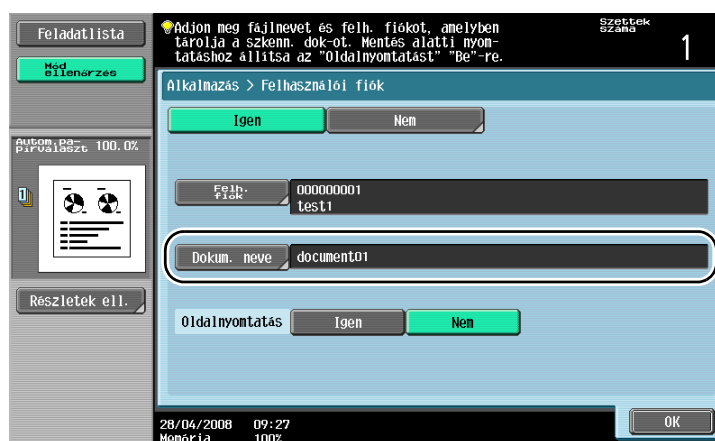 Feladatlista
Mód
ellenőrzés
Autom.pa-
pírválaszt 100.0%
1
Részletek ell.
Adjon meg fájlnevet és felh. fiókot, amelyben
tárolja a szkenn. dok-ot. Mentés alatti nyom-
tatáshoz állítsa az "Oldalnyomtatást" "Be"-re.
Szettek
száma
1
Alkalmazás > Felhasználói fiók
Igen Nem
Felh.
fiók
000000001
test1
Dokum. neve document01
Oldalnyomtatás Igen Nem
28/04/2008 09:27
Memória 100%
OK